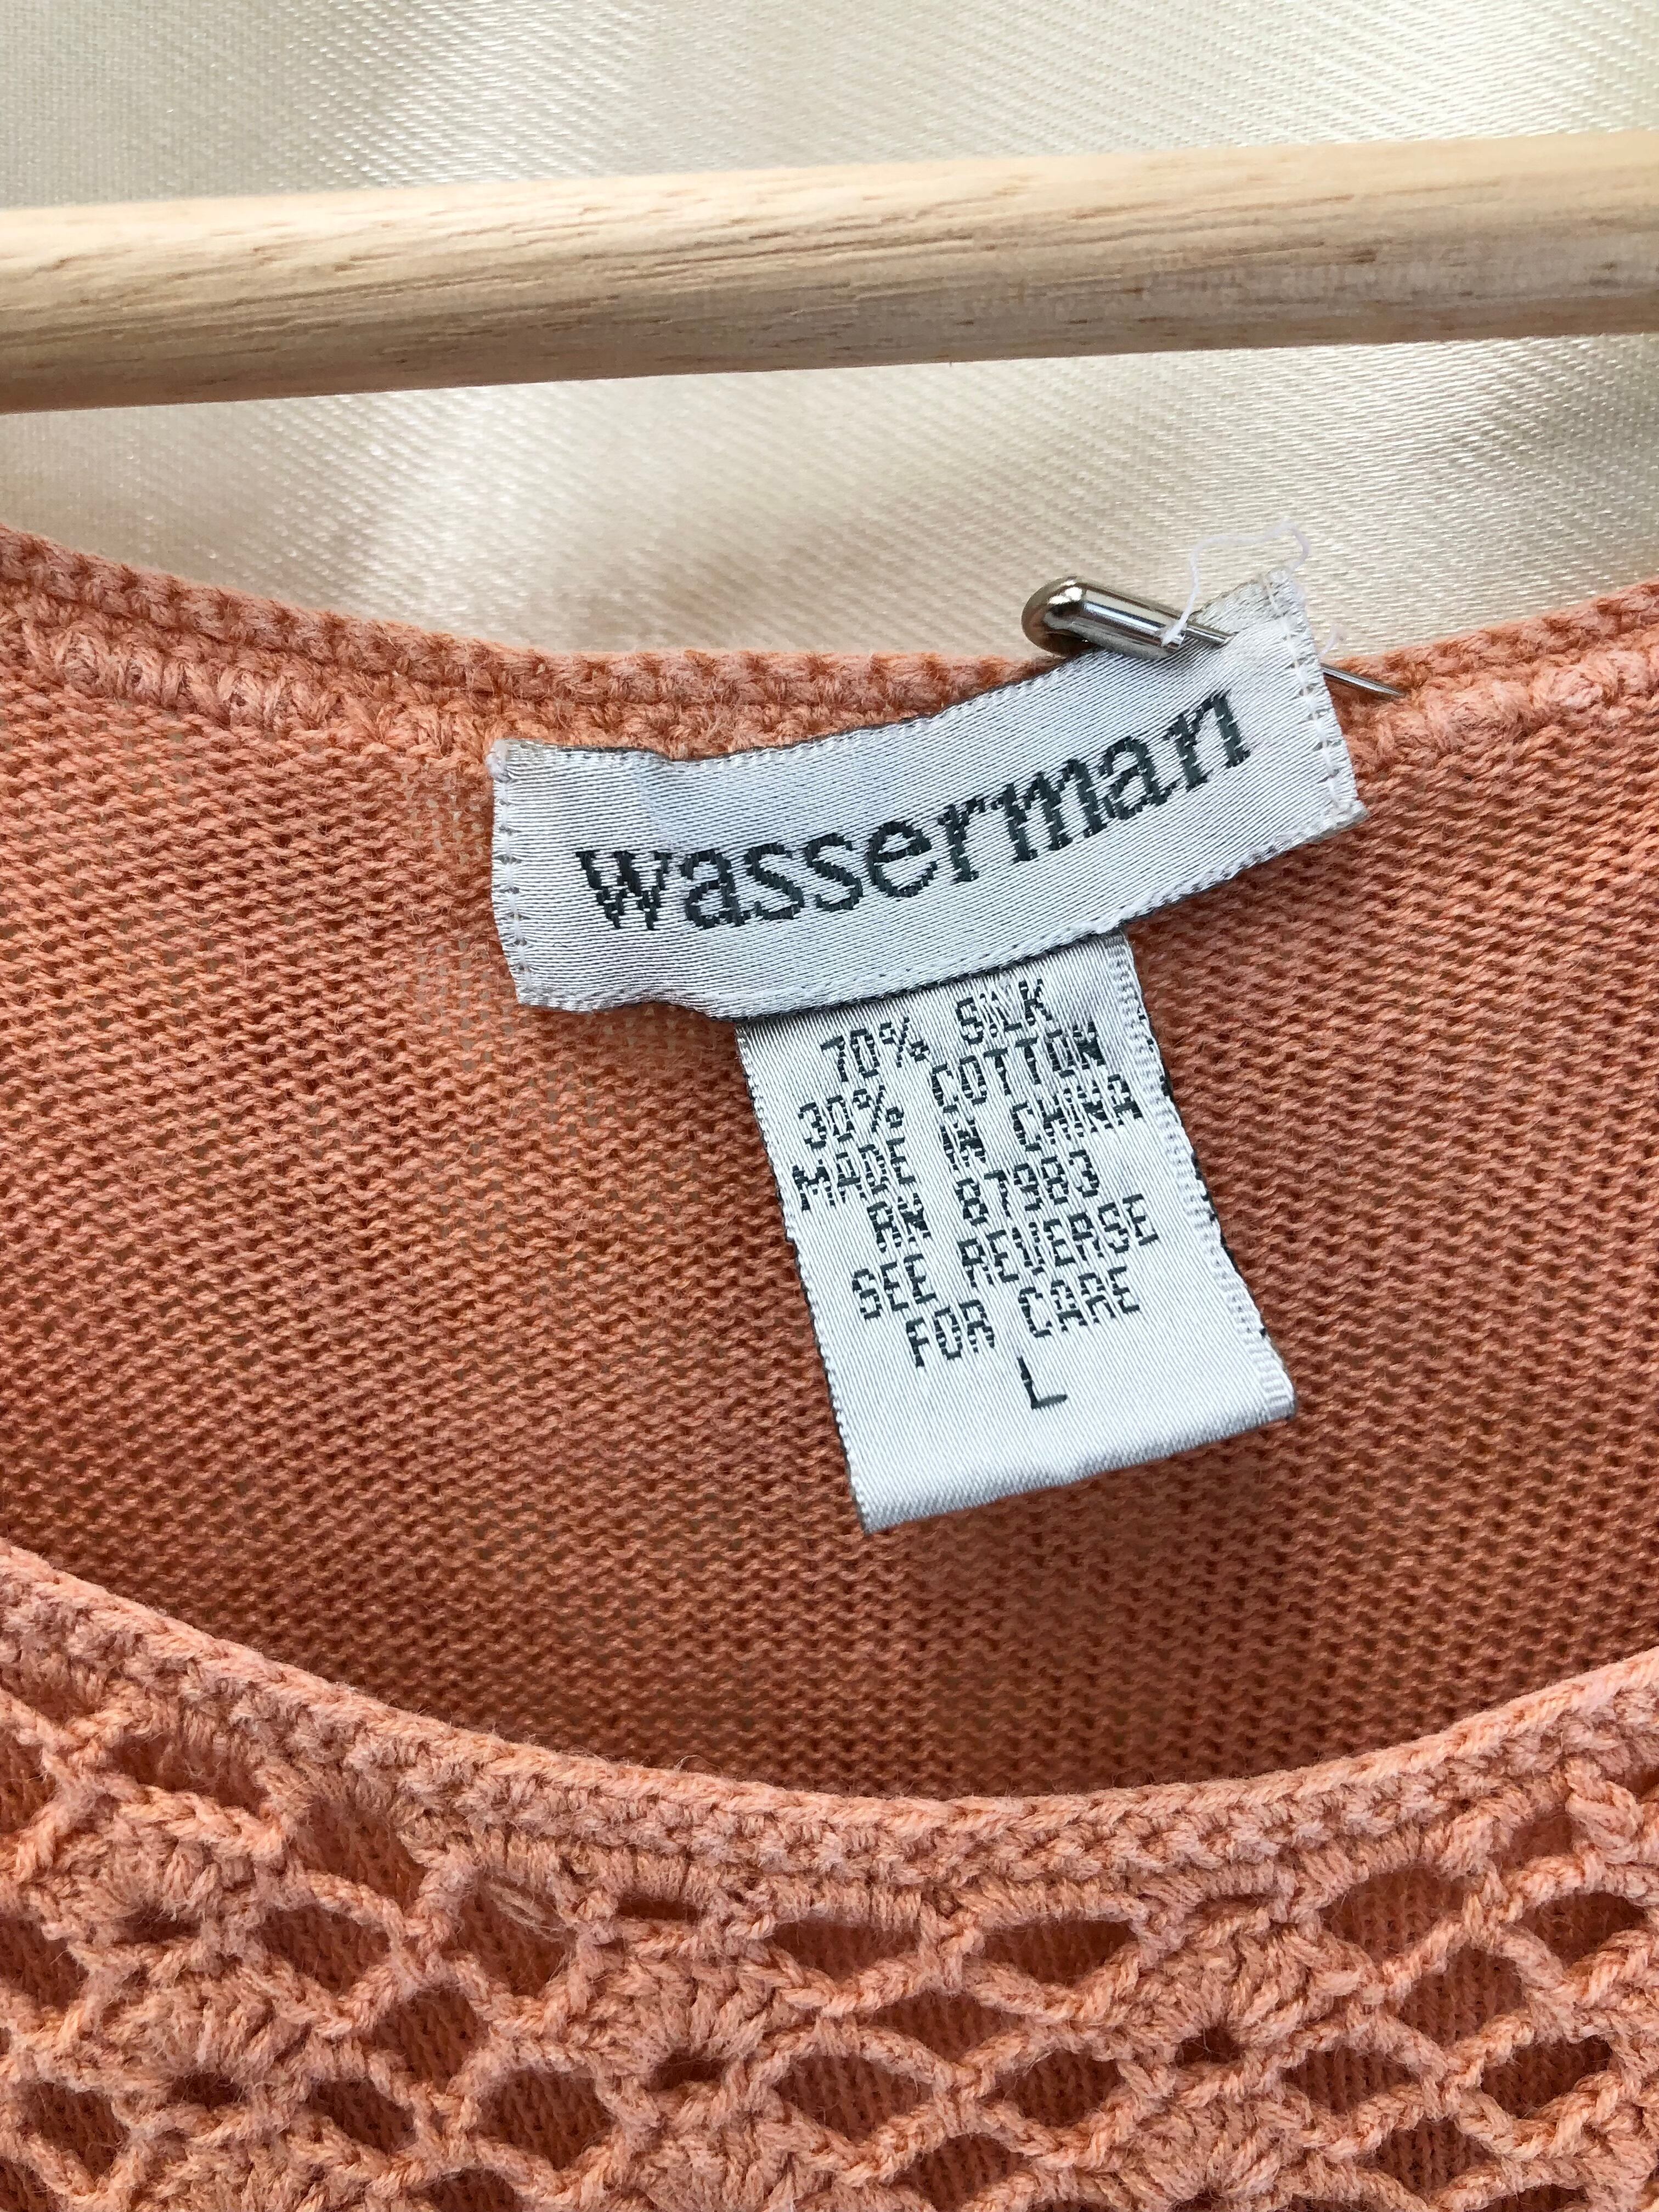 wasserman
70% SILK
30% COTTON
MADE IN CHINA
RN 87983
SEE REVERSE
FOR CARE
L